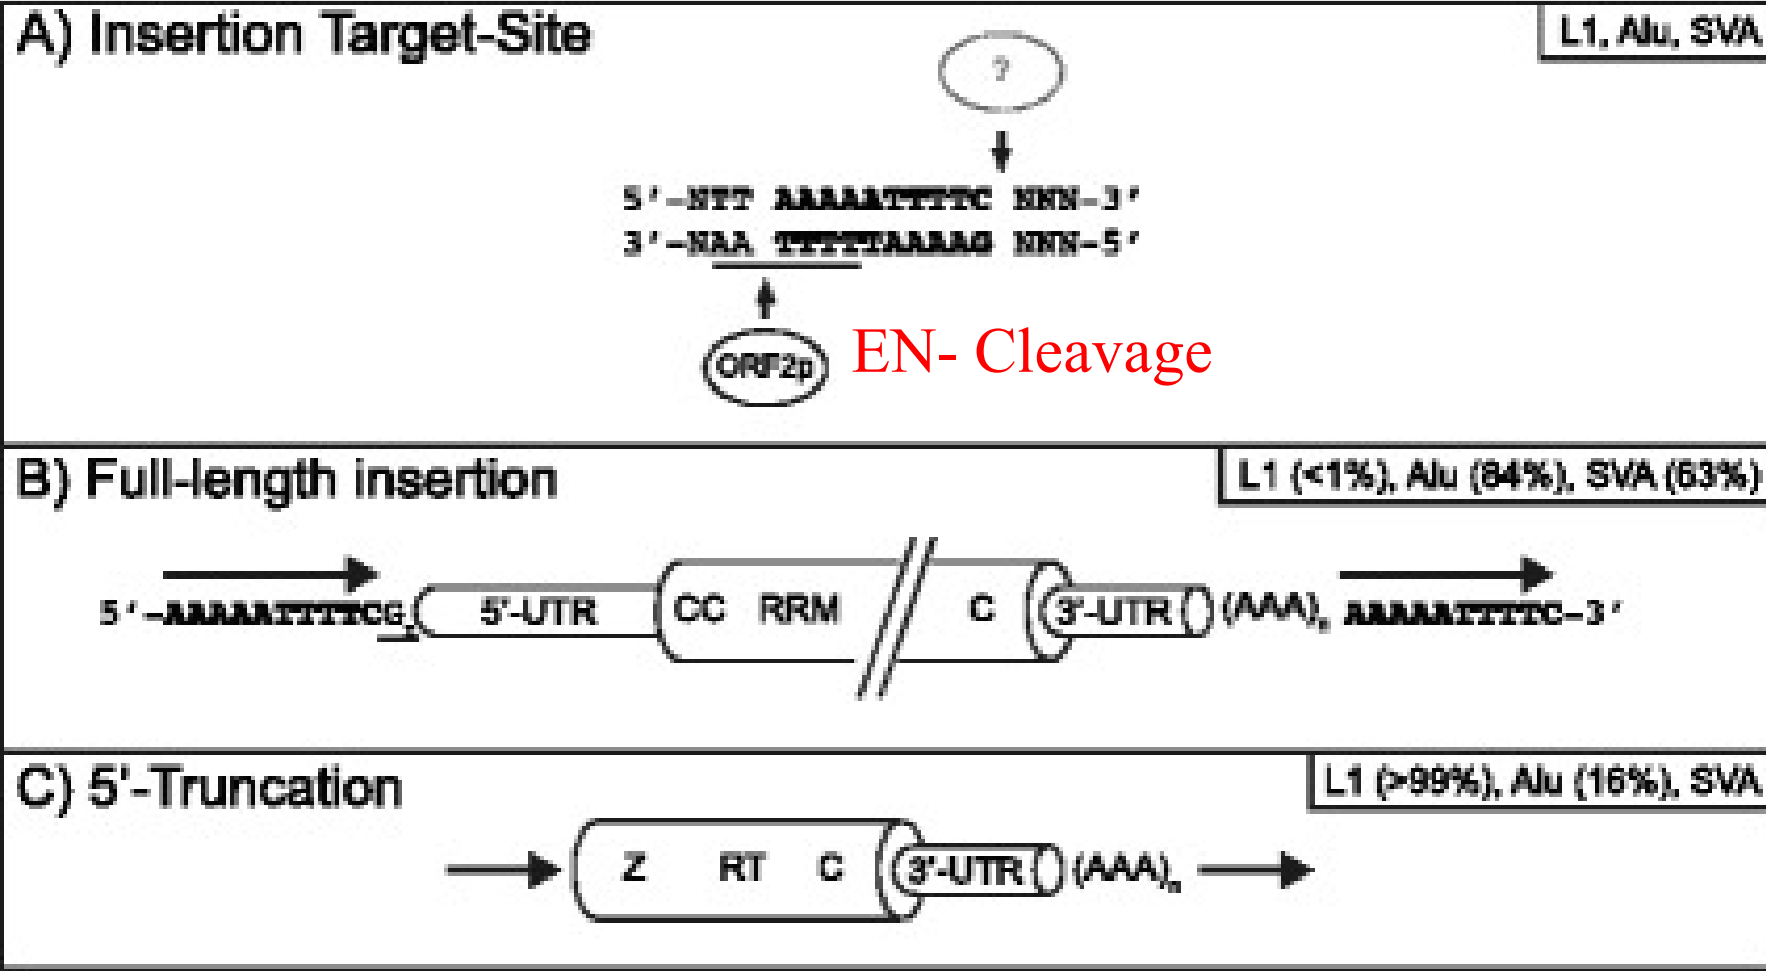 A) Insertion Target-Site
L1, Alu, SVA
?
5'-NTT AAAAATTTTC NNN-3'
3'-NAA TTTTTAAAAG NNN-5'
ORF2p
EN- Cleavage
B) Full-length insertion
L1 (<1%), Alu (84%), SVA (63%)
5'-AAAAATTTTCG 5'-UTR CC RRM C 3'-UTR (AAA)n AAAAATTTTC-3'
C) 5'-Truncation
L1 (>99%), Alu (16%), SVA
Z RT C 3'-UTR (AAA)n